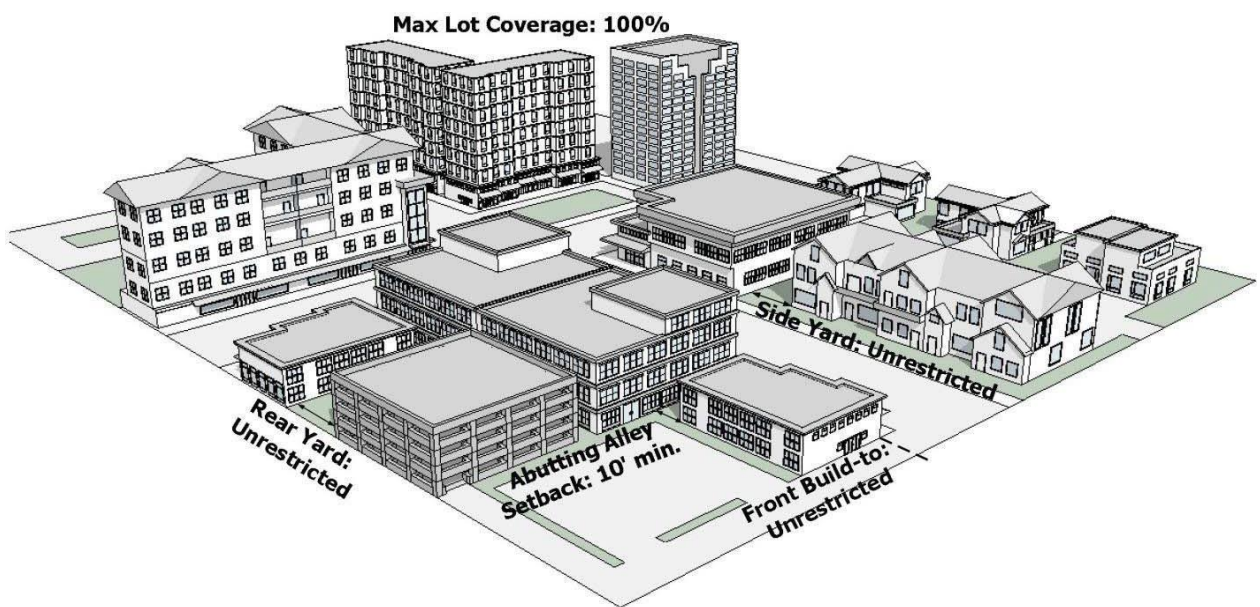 Max Lot Coverage: 100%
Side Yard: Unrestricted
Rear Yard:
Unrestricted
Abutting Alley
Setback: 10' min.
Front Build-to:
Unrestricted